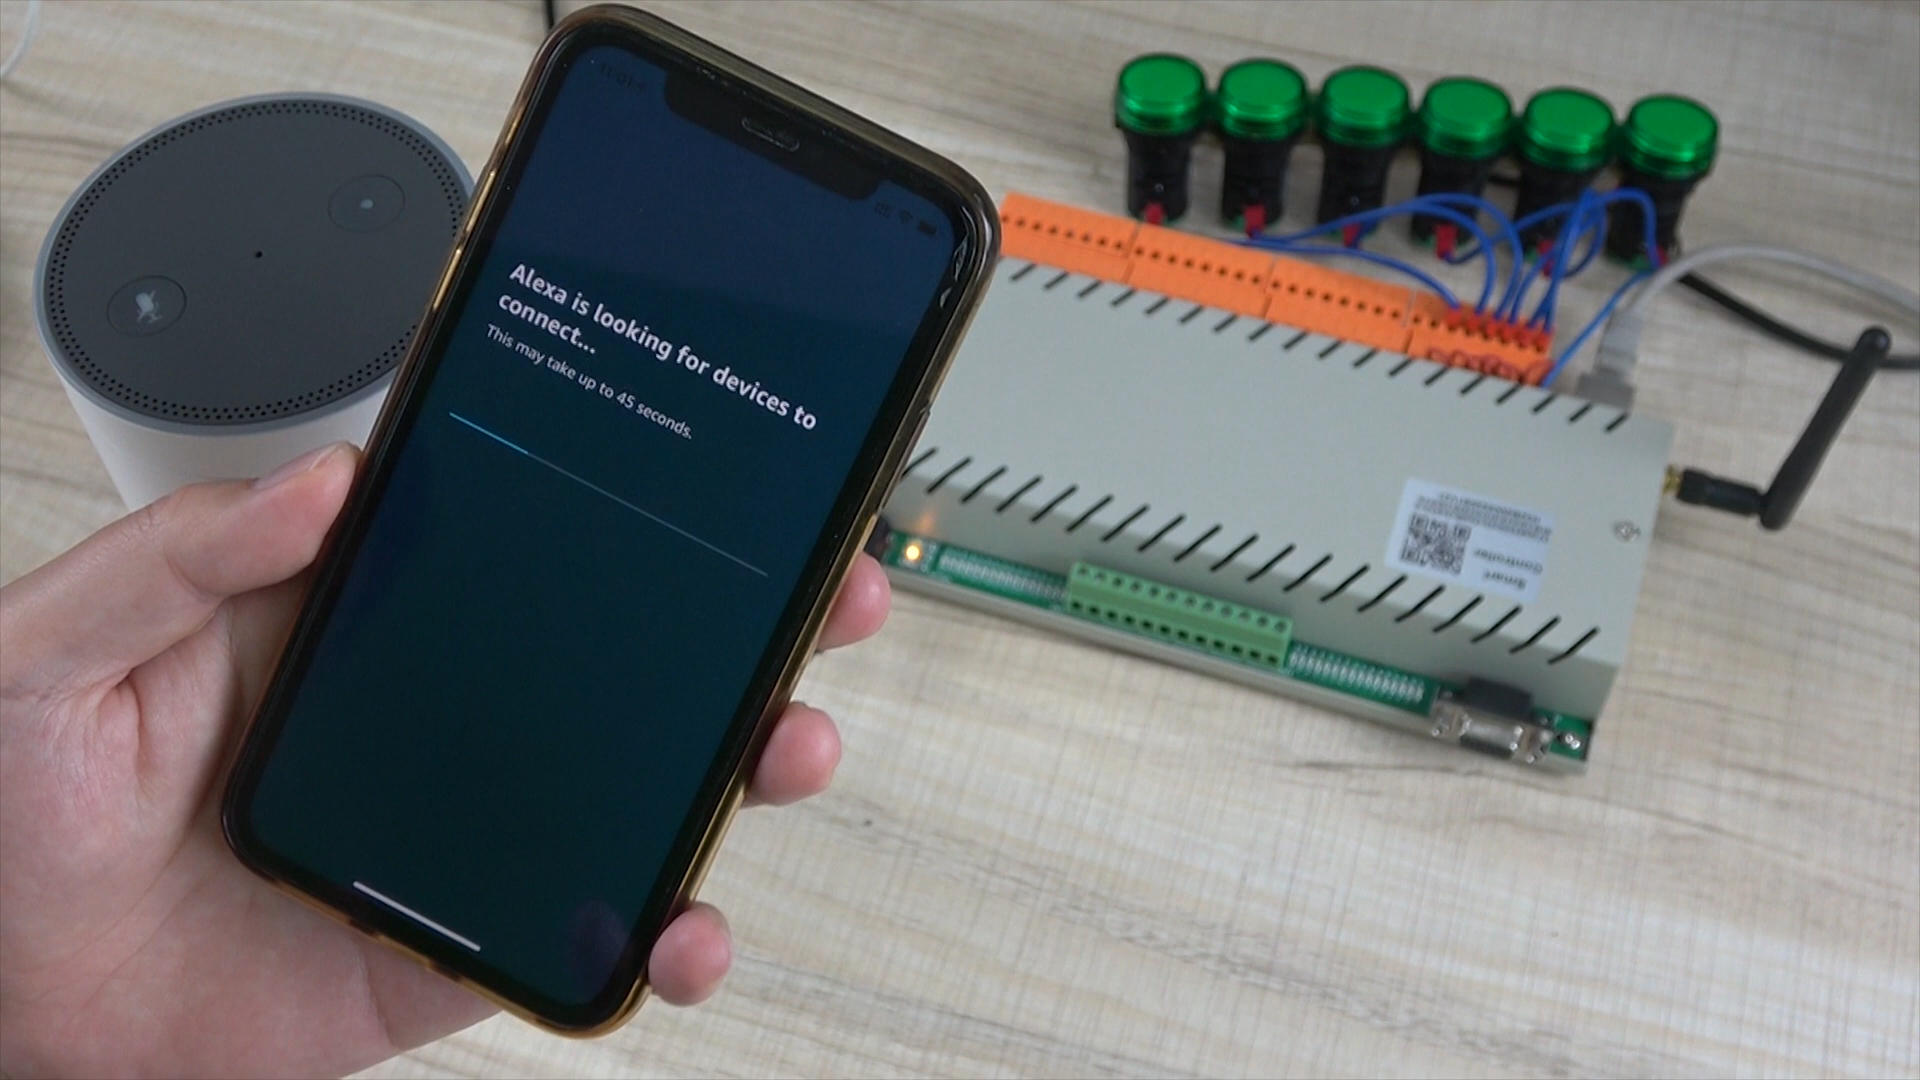 Alexa is looking for devices to
connect...
This may take up to 45 seconds.
Smart
Controller